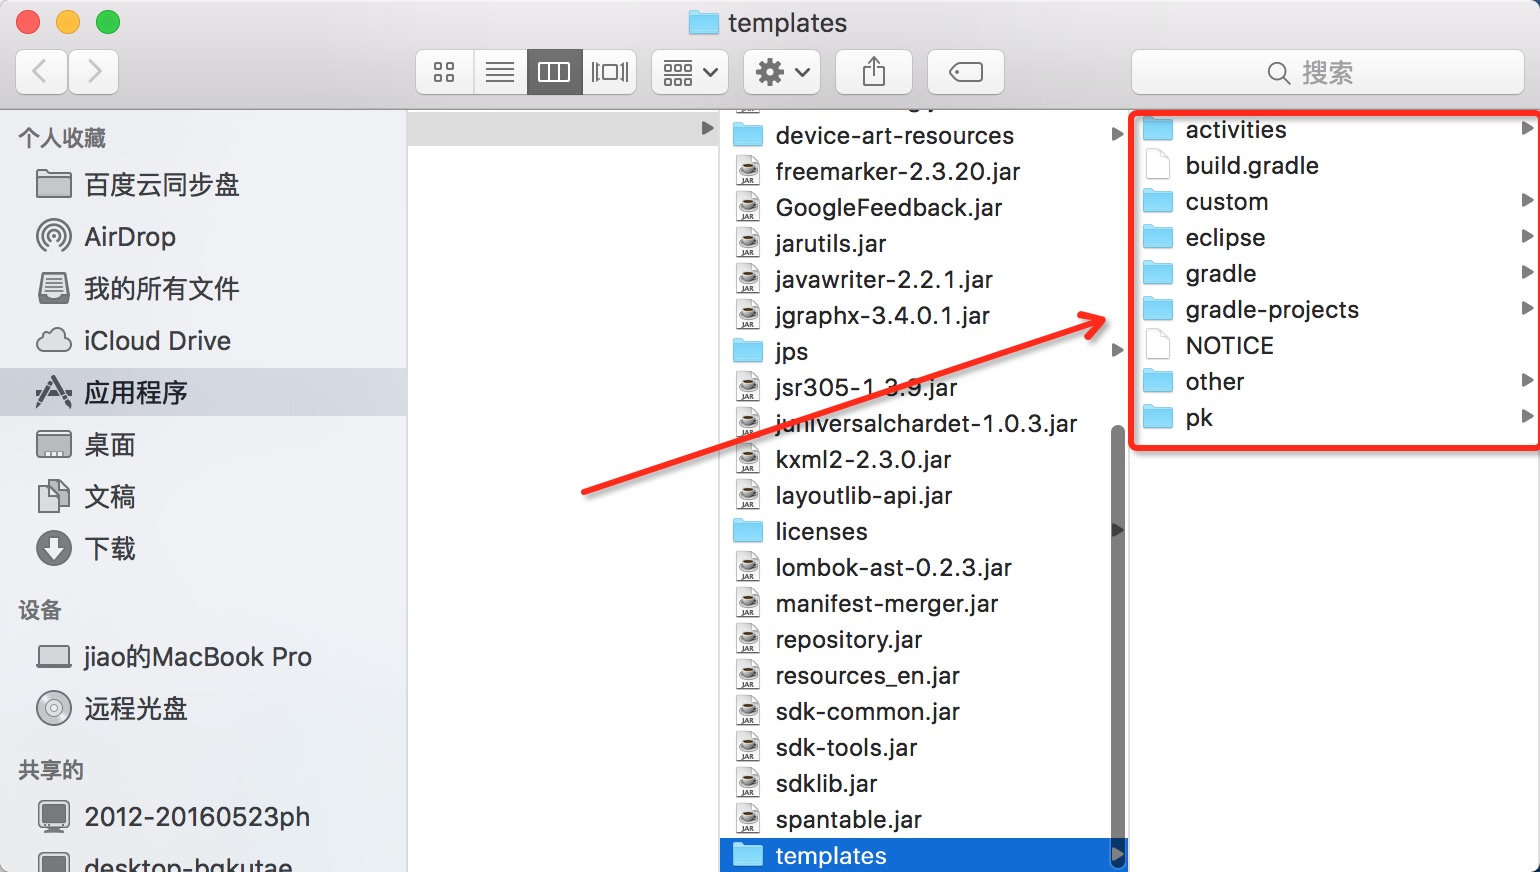 templates
搜索
个人收藏
百度云同步盘
AirDrop
我的所有文件
iCloud Drive
应用程序
桌面
文稿
下载
设备
jiao的MacBook Pro
远程光盘
共享的
2012-20160523ph
desktop-bgkutae
device-art-resources
freemarker-2.3.20.jar
GoogleFeedback.jar
jarutils.jar
javawriter-2.2.1.jar
jgraphx-3.4.0.1.jar
jps
jsr305-1.3.9.jar
juniversalchardet-1.0.3.jar
kxml2-2.3.0.jar
layoutlib-api.jar
licenses
lombok-ast-0.2.3.jar
manifest-merger.jar
repository.jar
resources_en.jar
sdk-common.jar
sdk-tools.jar
sdklib.jar
spantable.jar
templates
activities
build.gradle
custom
eclipse
gradle
gradle-projects
NOTICE
other
pk